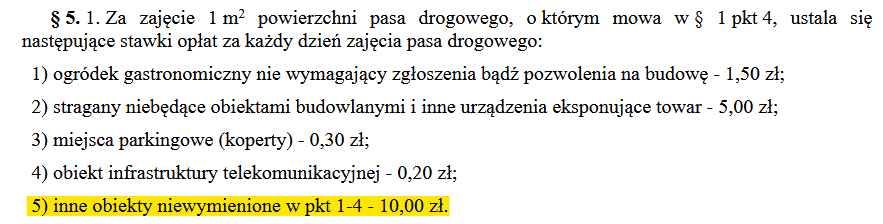 § 5. 1. Za zajęcie 1 m² powierzchni pasa drogowego, o którym mowa w § 1 pkt 4, ustala się
następujące stawki opłat za każdy dzień zajęcia pasa drogowego:
1) ogródek gastronomiczny nie wymagający zgłoszenia bądź pozwolenia na budowę - 1,50 zł;
2) stragany niebędące obiektami budowlanymi i inne urządzenia eksponujące towar - 5,00 zł;
3) miejsca parkingowe (koperty) - 0,30 zł;
4) obiekt infrastruktury telekomunikacyjnej - 0,20 zł;
5) inne obiekty niewymienione w pkt 1-4 - 10,00 zł.